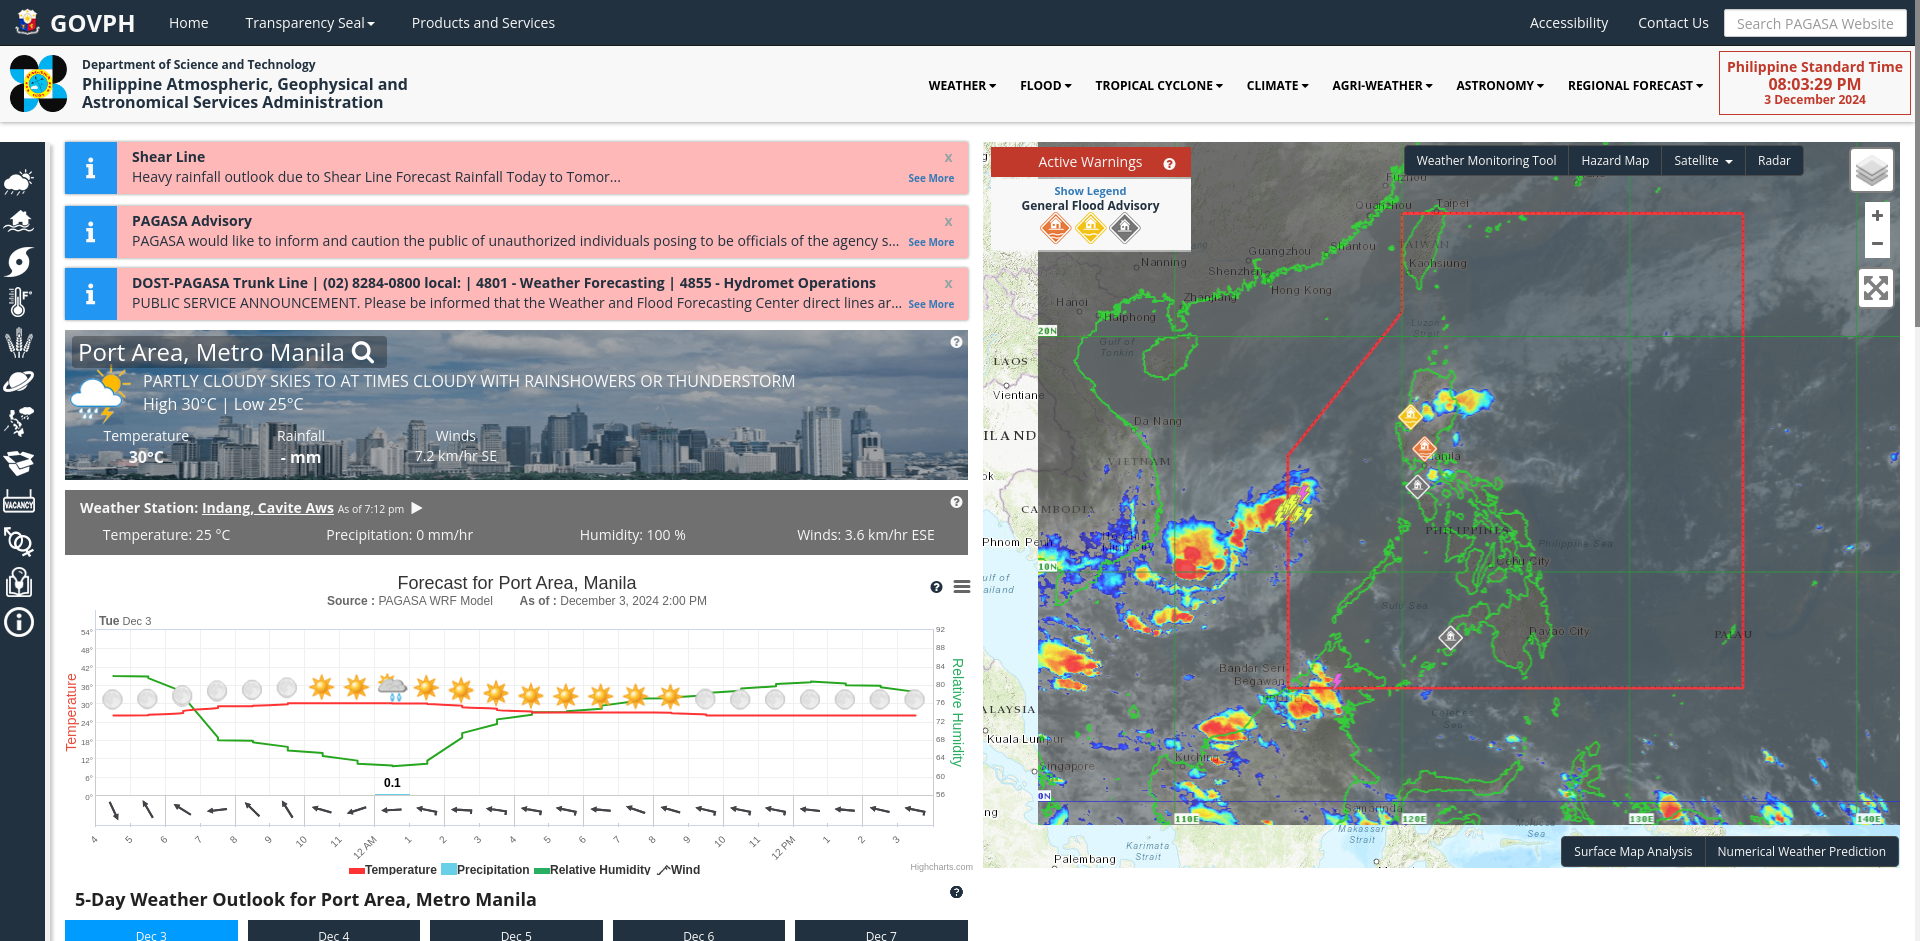 GOVPH
Home
Transparency Seal
Products and Services
Accessibility
Contact Us
Search PAGASA Website
Department of Science and Technology
Philippine Atmospheric, Geophysical and
Astronomical Services Administration
WEATHER
FLOOD
TROPICAL CYCLONE
CLIMATE
AGRI-WEATHER
ASTRONOMY
REGIONAL FORECAST
Philippine Standard Time
08:03:29 PM
3 December 2024
Shear Line
x
Heavy rainfall outlook due to Shear Line Forecast Rainfall Today to Tomor...
See More
PAGASA Advisory
x
PAGASA would like to inform and caution the public of unauthorized individuals posing to be officials of the agency s...
See More
DOST-PAGASA Trunk Line | (02) 8284-0800 local: | 4801 - Weather Forecasting | 4855 - Hydromet Operations
x
PUBLIC SERVICE ANNOUNCEMENT. Please be informed that the Weather and Flood Forecasting Center direct lines ar...
See More
Port Area, Metro Manila
PARTLY CLOUDY SKIES TO AT TIMES CLOUDY WITH RAINSHOWERS OR THUNDERSTORM
High 30°C | Low 25°C
Temperature
Rainfall
Winds
30°C
- mm
7.2 km/hr SE
Weather Station: Indang, Cavite Aws As of 7:12 pm
Temperature: 25 °C
Precipitation: 0 mm/hr
Humidity: 100 %
Winds: 3.6 km/hr ESE
Forecast for Port Area, Manila
Source : PAGASA WRF Model As of : December 3, 2024 2:00 PM
Tue Dec 3
Temperature
54°
48°
42°
36°
30°
24°
18°
12°
6°
0°
92
88
84
80
76
72
68
64
60
56
Relative Humidity
0.1
4
5
6
7
8
9
10
11
12 AM
1
2
3
4
5
6
7
8
9
10
11
12 PM
1
2
3
Temperature
Precipitation
Relative Humidity
Wind
Highcharts.com
5-Day Weather Outlook for Port Area, Metro Manila
Dec 3
Dec 4
Dec 5
Dec 6
Dec 7
VACANCY
Active Warnings
Show Legend
General Flood Advisory
Weather Monitoring Tool
Hazard Map
Satellite
Radar
+
−
Fuzhou
Quanzhou
Taipei
TAIWAN
Kaohsiung
Shantou
Guangzhou
Shenzhen
Hong Kong
Nanning
Zhanjiang
Hanoi
Haiphong
Gulf of
Tonkin
Luzon
Strait
20N
LAOS
Vientiane
Da Nang
ILAND
VIETNAM
CAMBODIA
Phnom Penh
10N
PHILIPPINES
Philippine Sea
Cebu City
Sulu Sea
Davao City
PALAU
Bandar Seri
Begawan
ALAYSIA
Kuala Lumpur
Kuching
Singapore
0N
Samarinda
110E
120E
130E
140E
Makassar
Strait
Karimata
Strait
Palembang
Surface Map Analysis
Numerical Weather Prediction